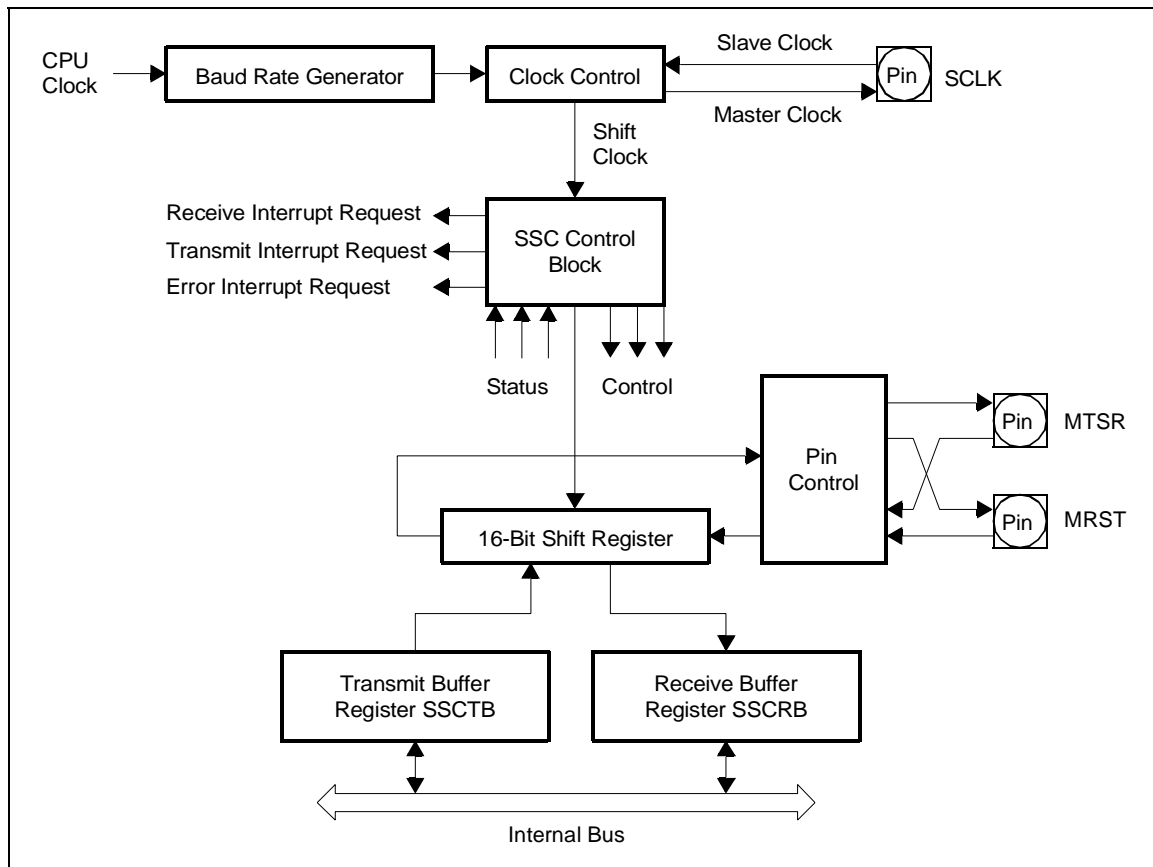 CPU
Clock
Baud Rate Generator
Clock Control
Slave Clock
Pin
SCLK
Master Clock
Shift
Clock
Receive Interrupt Request
Transmit Interrupt Request
Error Interrupt Request
SSC Control
Block
Status
Control
Pin
Control
Pin
MTSR
Pin
MRST
16-Bit Shift Register
Transmit Buffer
Register SSCTB
Receive Buffer
Register SSCRB
Internal Bus